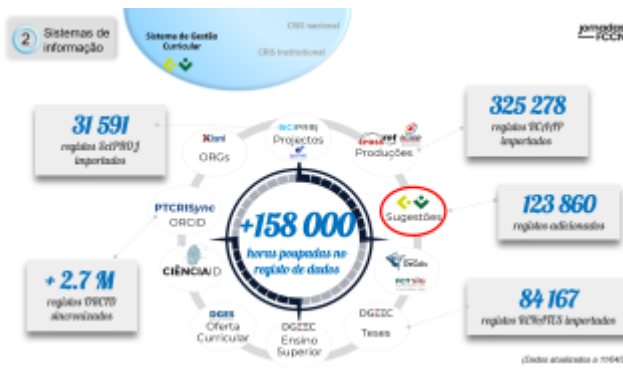 2
Sistemas de
informação
Sistema de Gestão
Curricular
CRIS nacional
CRIS Institucional
jornadas
FCCN
31 591
registos SciPROJ
importados
325 278
registos RCAAP
importados
123 860
registos adicionados
84 167
registos RENATES importados
+ 2.7 M
registos ORCID
sincronizados
+158 000
horas poupadas no
registo de dados
ORGs
SCIPROJ
Projectos
crossref
Produções
Sugestões
Teses
DGEEC
DGEEC
Ensino
Superior
DGES
Oferta
Curricular
CIÊNCIAID
PTCRISync
ORCID